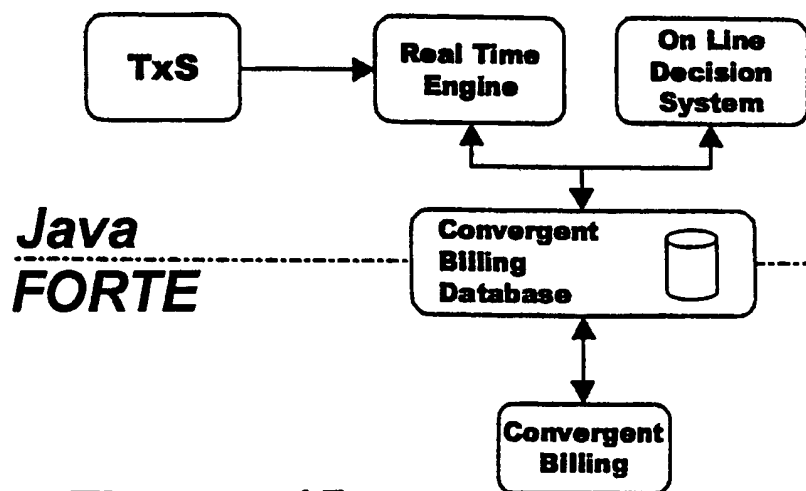 TxS
Real Time
Engine
On Line
Decision
System
Java
FORTE
Convergent
Billing
Database
Convergent
Billing